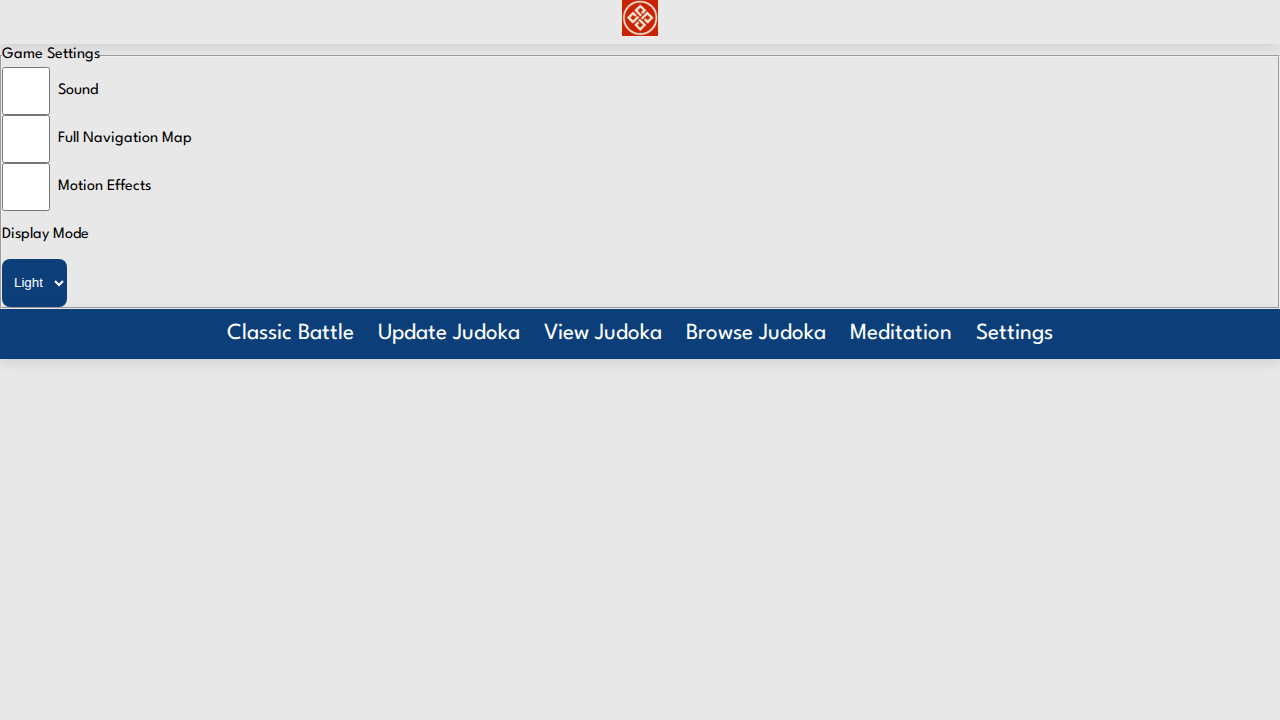 Game Settings
Sound
Full Navigation Map
Motion Effects
Display Mode
Light
Classic Battle Update Judoka View Judoka Browse Judoka Meditation Settings